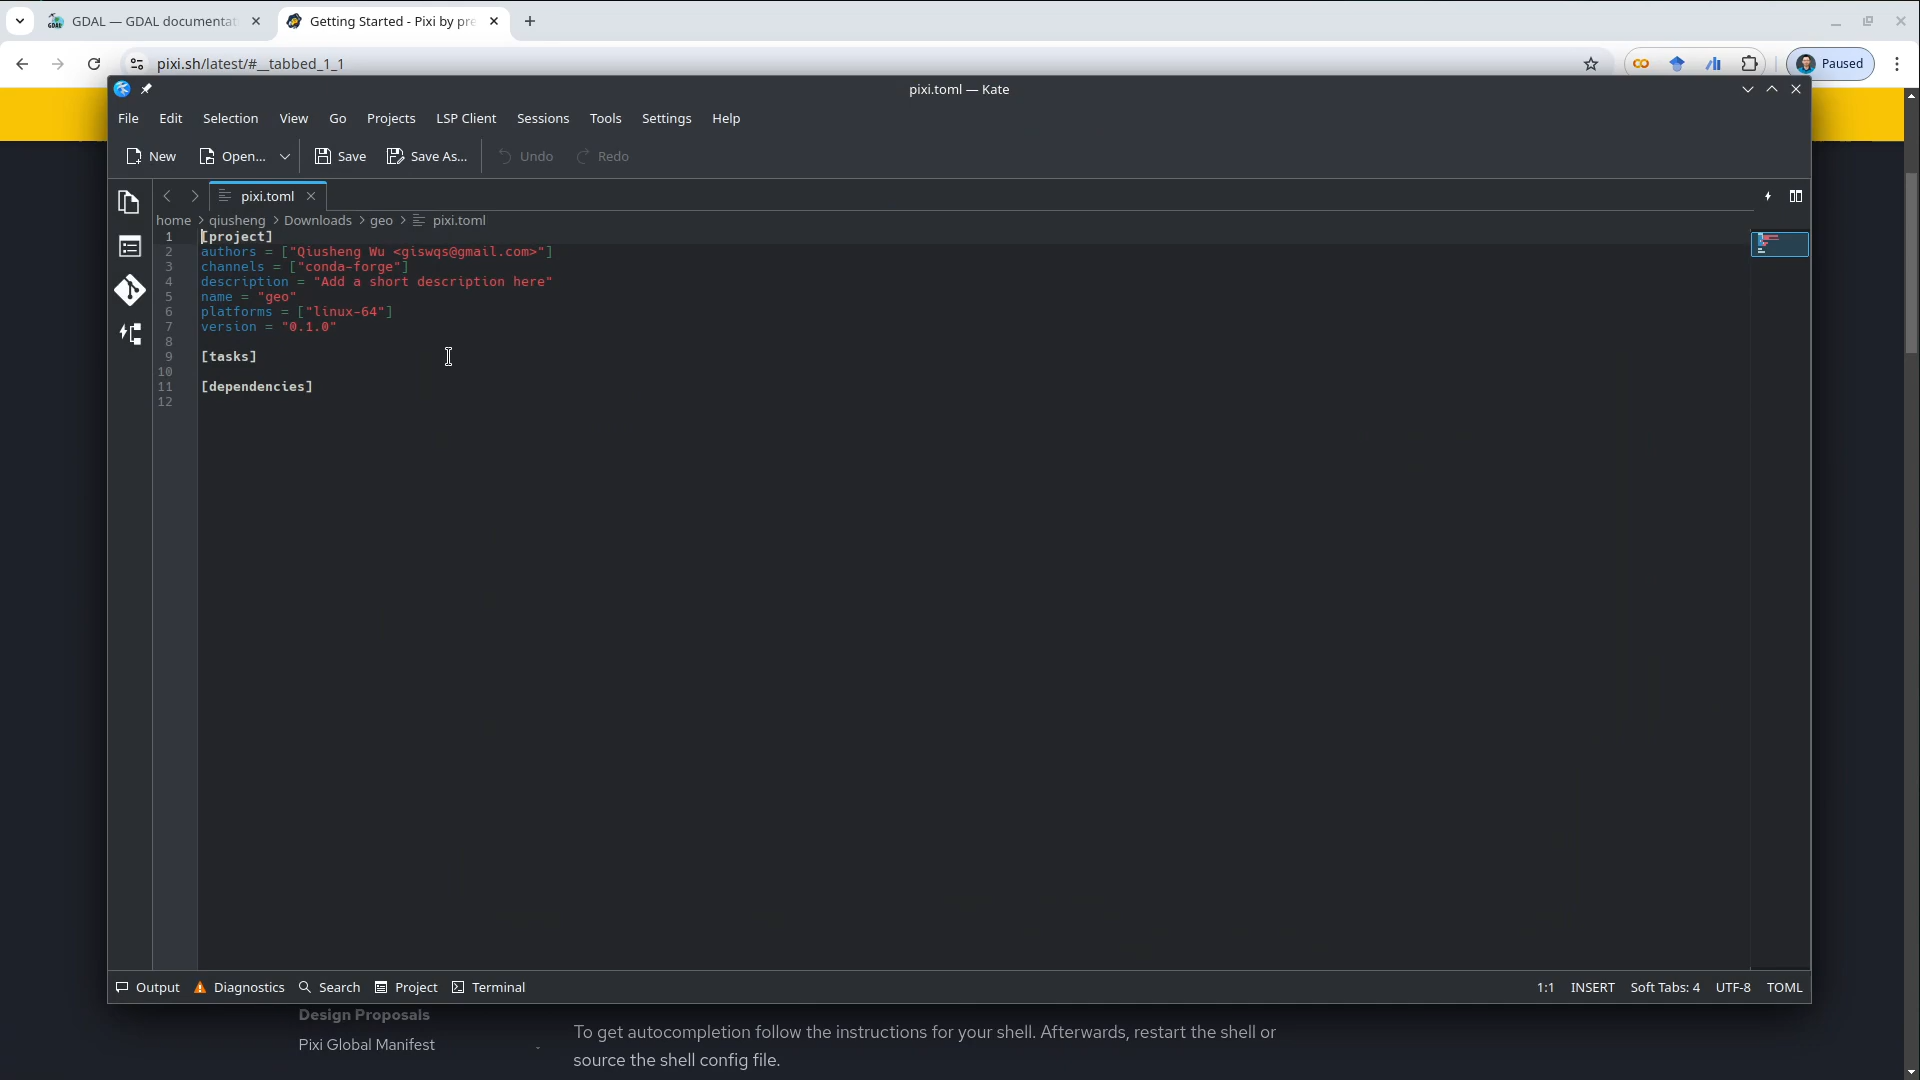 GDAL — GDAL documentat
Getting Started - Pixi by pre
pixi.sh/latest/#__tabbed_1_1
Paused
pixi.toml — Kate
File Edit Selection View Go Projects LSP Client Sessions Tools Settings Help
New Open... Save Save As... Undo Redo
pixi.toml
home > qiusheng > Downloads > geo > pixi.toml
1 [project]
2 authors = ["Qiusheng Wu <giswqs@gmail.com>"]
3 channels = ["conda-forge"]
4 description = "Add a short description here"
5 name = "geo"
6 platforms = ["linux-64"]
7 version = "0.1.0"
8
9 [tasks]
10
11 [dependencies]
12
Output Diagnostics Search Project Terminal 1:1 INSERT Soft Tabs: 4 UTF-8 TOML
Design Proposals
Pixi Global Manifest
To get autocompletion follow the instructions for your shell. Afterwards, restart the shell or
source the shell config file.